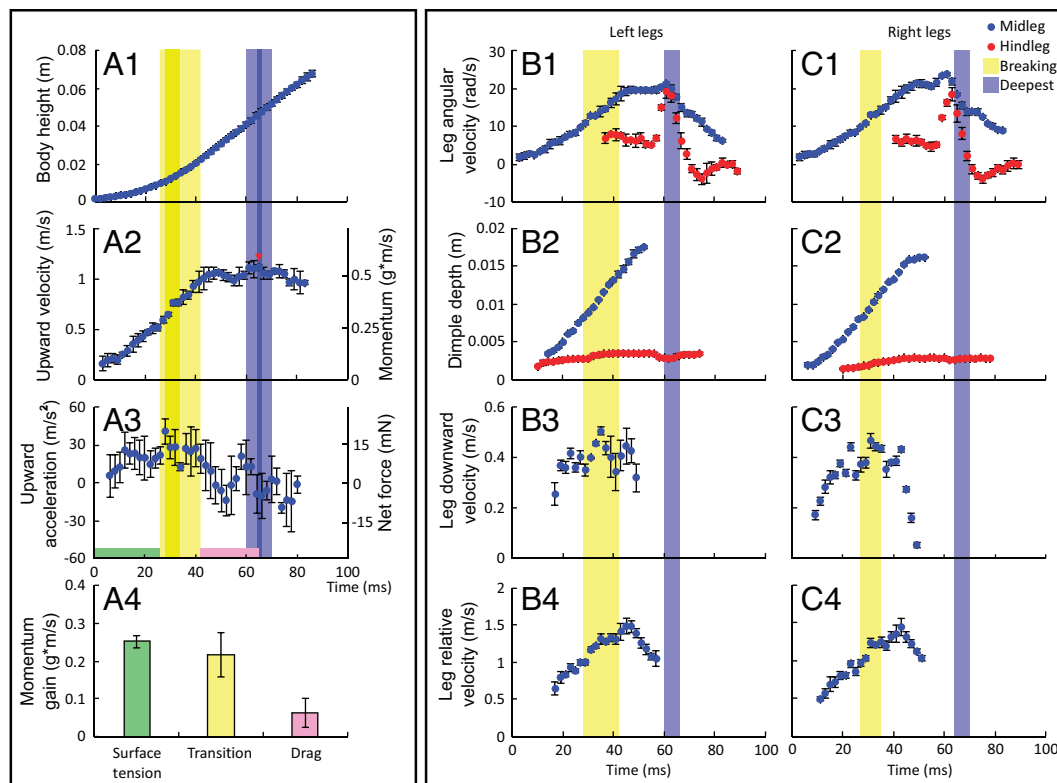 Left legs
Right legs
Midleg
Hindleg
Breaking
Deepest
A1
Body height (m)
0.08
0.06
0.04
0.02
0
A2
Upward velocity (m/s)
1.5
1
0.5
0
Momentum (g*m/s)
0.5
0.25
0
A3
Upward
acceleration (m/s²)
60
30
0
-30
-60
Net force (mN)
15
0
-15
0 20 40 60 80 100
Time (ms)
A4
Momentum
gain (g*m/s)
0.4
0.3
0.2
0.1
0
Surface
tension
Transition
Drag
B1
Leg angular
velocity (rad/s)
30
20
10
0
-10
C1
B2
Dimple depth (m)
0.02
0.015
0.01
0.005
0
C2
B3
Leg downward
velocity (m/s)
0.6
0.4
0.2
0
C3
B4
Leg relative
velocity (m/s)
2
1.5
1
0.5
0
C4
0 20 40 60 80 100
Time (ms)
0 20 40 60 80 100
Time (ms)